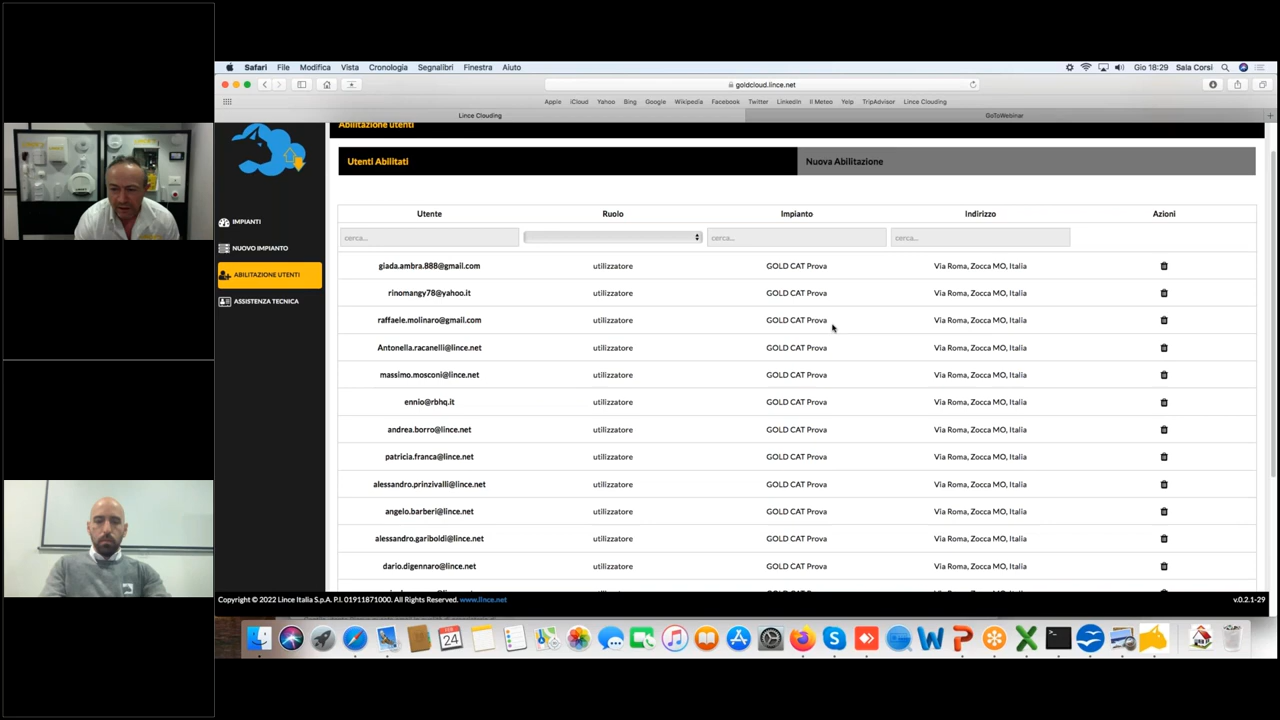 Safari File Modifica Vista Cronologia Segnalibri Finestra Aiuto
Gio 18:29 Sala Corsi
goldcloud.lince.net
Apple iCloud Yahoo Bing Google Wikipedia Facebook Twitter LinkedIn Il Meteo Yelp TripAdvisor Lince Clouding
Lince Clouding GoToWebinar
Abilitazione utenti
Utenti Abilitati Nuova Abilitazione
IMPIANTI
NUOVO IMPIANTO
ABILITAZIONE UTENTI
ASSISTENZA TECNICA
Utente Ruolo Impianto Indirizzo Azioni
cerca... cerca... cerca...
giada.ambra.888@gmail.com utilizzatore GOLD CAT Prova Via Roma, Zocca MO, Italia
rinomangy78@yahoo.it utilizzatore GOLD CAT Prova Via Roma, Zocca MO, Italia
raffaele.molinaro@gmail.com utilizzatore GOLD CAT Prova Via Roma, Zocca MO, Italia
Antonella.racanelli@lince.net utilizzatore GOLD CAT Prova Via Roma, Zocca MO, Italia
massimo.mosconi@lince.net utilizzatore GOLD CAT Prova Via Roma, Zocca MO, Italia
ennio@rbhq.it utilizzatore GOLD CAT Prova Via Roma, Zocca MO, Italia
andrea.borro@lince.net utilizzatore GOLD CAT Prova Via Roma, Zocca MO, Italia
patricia.franca@lince.net utilizzatore GOLD CAT Prova Via Roma, Zocca MO, Italia
alessandro.prinzivalli@lince.net utilizzatore GOLD CAT Prova Via Roma, Zocca MO, Italia
angelo.barberi@lince.net utilizzatore GOLD CAT Prova Via Roma, Zocca MO, Italia
alessandro.gariboldi@lince.net utilizzatore GOLD CAT Prova Via Roma, Zocca MO, Italia
dario.digennaro@lince.net utilizzatore GOLD CAT Prova Via Roma, Zocca MO, Italia
Copyright © 2022 Lince Italia S.p.A. P.I. 01911871000. All Rights Reserved. www.lince.net v.0.2.1-29
FEB
24